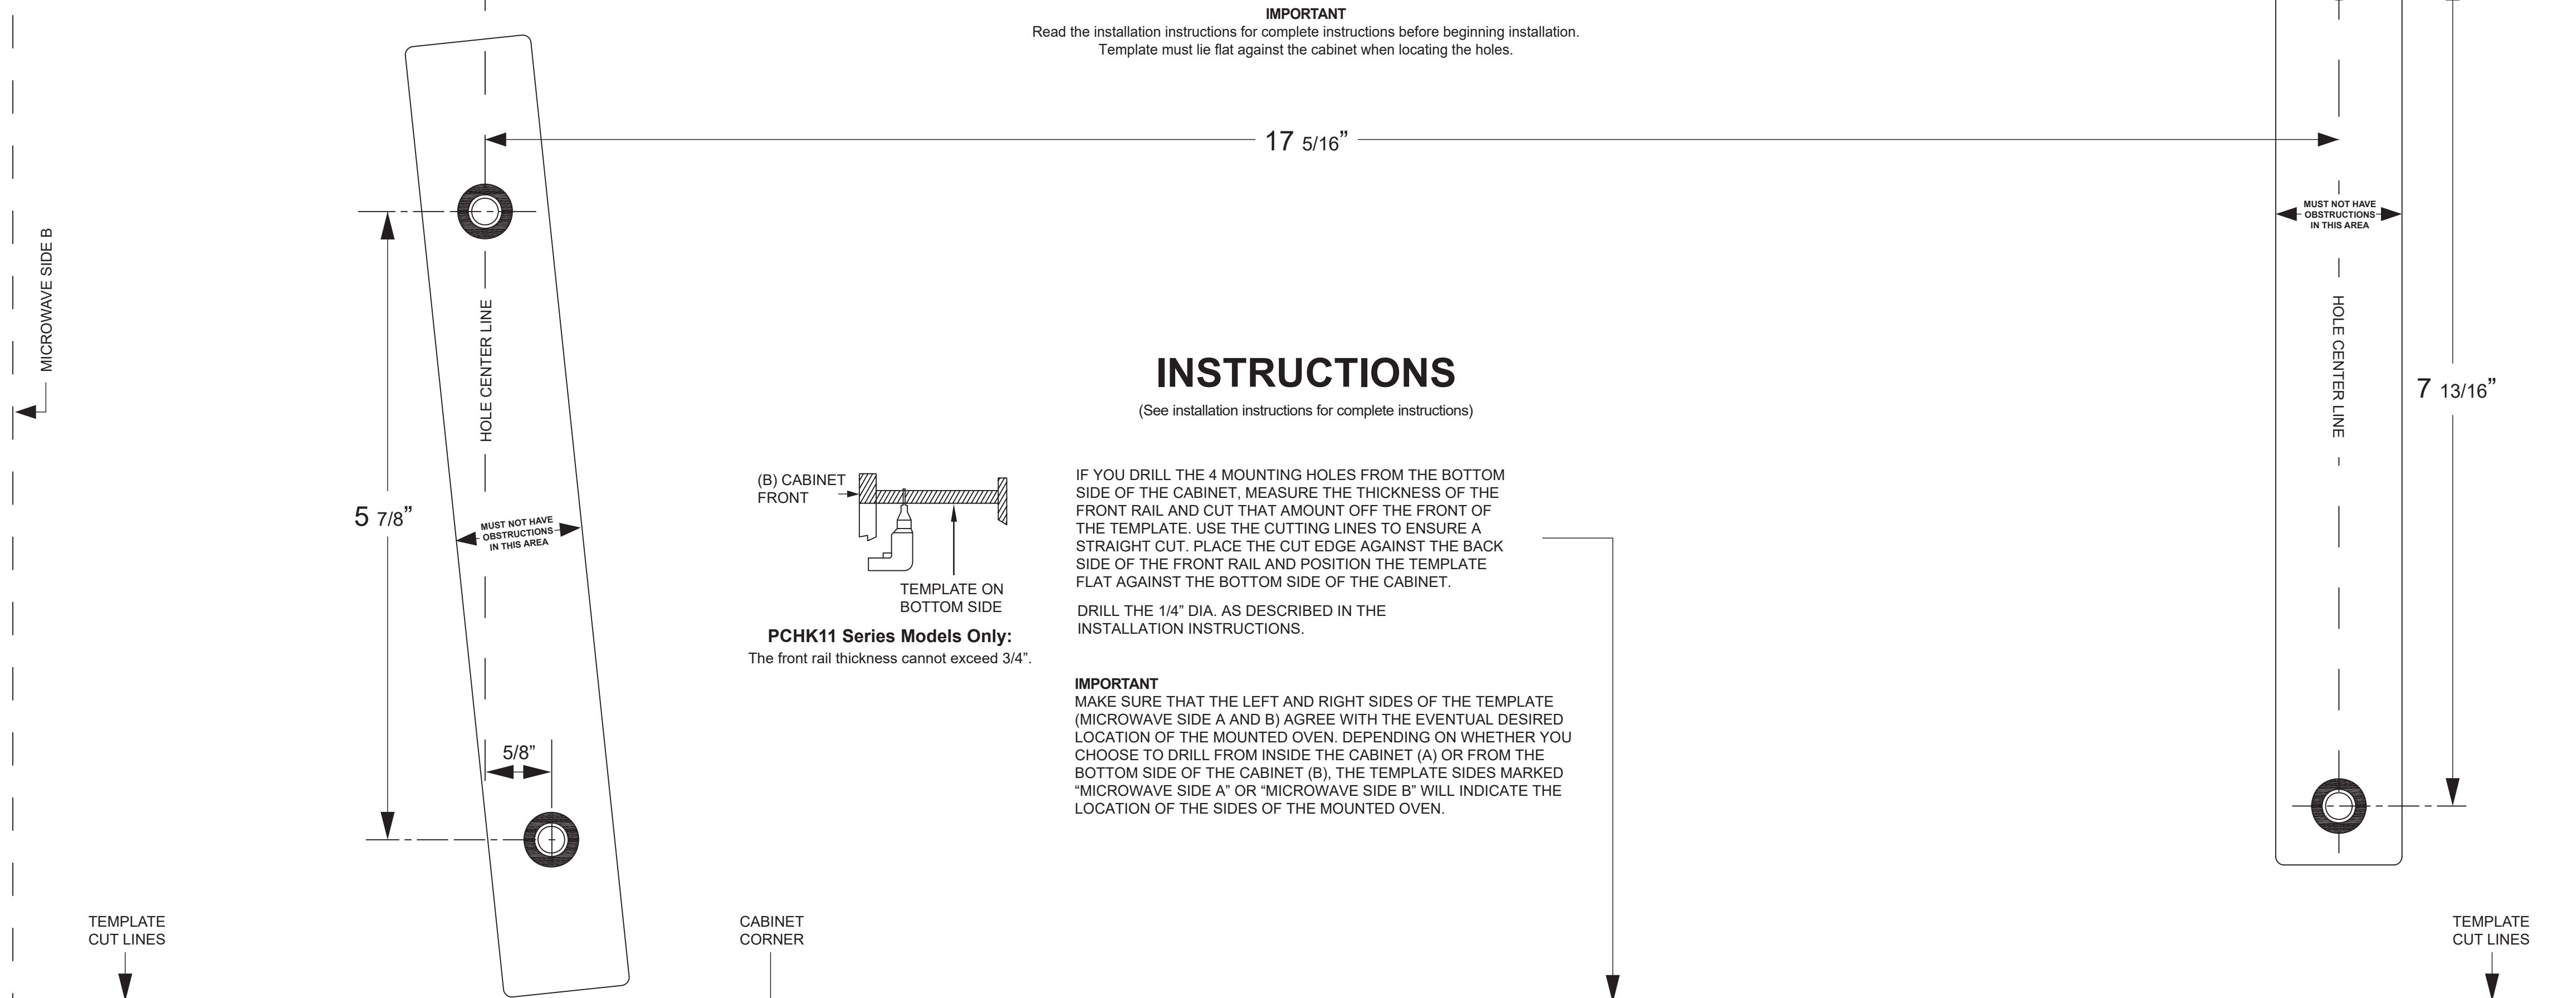 IMPORTANT
Read the installation instructions for complete instructions before beginning installation.
Template must lie flat against the cabinet when locating the holes.
17 5/16”
MICROWAVE SIDE B
HOLE CENTER LINE
5 7/8”
MUST NOT HAVE
OBSTRUCTIONS
IN THIS AREA
5/8”
TEMPLATE
CUT LINES
INSTRUCTIONS
(See installation instructions for complete instructions)
(B) CABINET
FRONT
TEMPLATE ON
BOTTOM SIDE
PCHK11 Series Models Only:
The front rail thickness cannot exceed 3/4”.
IF YOU DRILL THE 4 MOUNTING HOLES FROM THE BOTTOM
SIDE OF THE CABINET, MEASURE THE THICKNESS OF THE
FRONT RAIL AND CUT THAT AMOUNT OFF THE FRONT OF
THE TEMPLATE. USE THE CUTTING LINES TO ENSURE A
STRAIGHT CUT. PLACE THE CUT EDGE AGAINST THE BACK
SIDE OF THE FRONT RAIL AND POSITION THE TEMPLATE
FLAT AGAINST THE BOTTOM SIDE OF THE CABINET.
DRILL THE 1/4” DIA. AS DESCRIBED IN THE
INSTALLATION INSTRUCTIONS.
IMPORTANT
MAKE SURE THAT THE LEFT AND RIGHT SIDES OF THE TEMPLATE
(MICROWAVE SIDE A AND B) AGREE WITH THE EVENTUAL DESIRED
LOCATION OF THE MOUNTED OVEN. DEPENDING ON WHETHER YOU
CHOOSE TO DRILL FROM INSIDE THE CABINET (A) OR FROM THE
BOTTOM SIDE OF THE CABINET (B), THE TEMPLATE SIDES MARKED
“MICROWAVE SIDE A” OR “MICROWAVE SIDE B” WILL INDICATE THE
LOCATION OF THE SIDES OF THE MOUNTED OVEN.
CABINET
CORNER
MUST NOT HAVE
OBSTRUCTIONS
IN THIS AREA
HOLE CENTER LINE
7 13/16”
TEMPLATE
CUT LINES